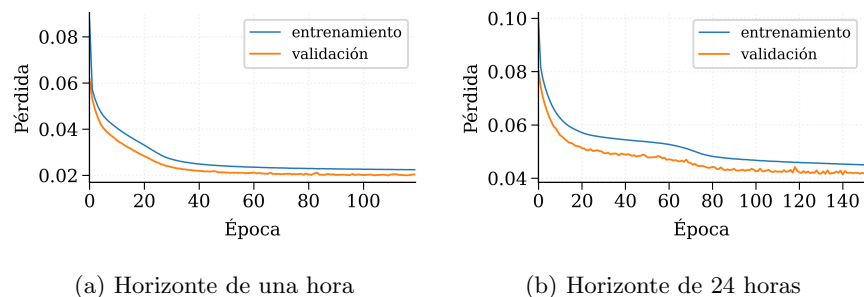 entrenamiento
validación
0.08
0.06
0.04
0.02
Pérdida
0 20 40 60 80 100
Época
(a) Horizonte de una hora
entrenamiento
validación
0.10
0.08
0.06
0.04
Pérdida
0 20 40 60 80 100 120 140
Época
(b) Horizonte de 24 horas